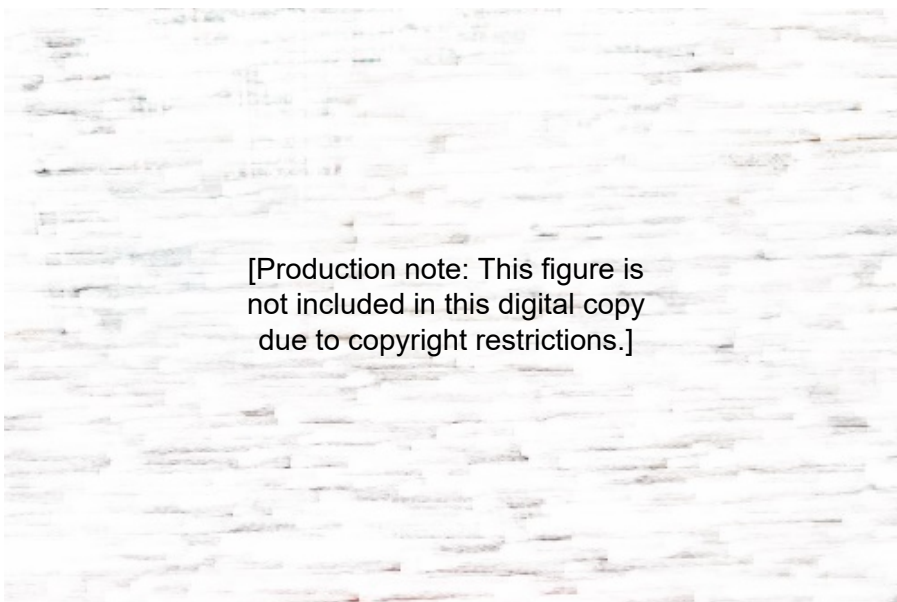 [Production note: This figure is
not included in this digital copy
due to copyright restrictions.]